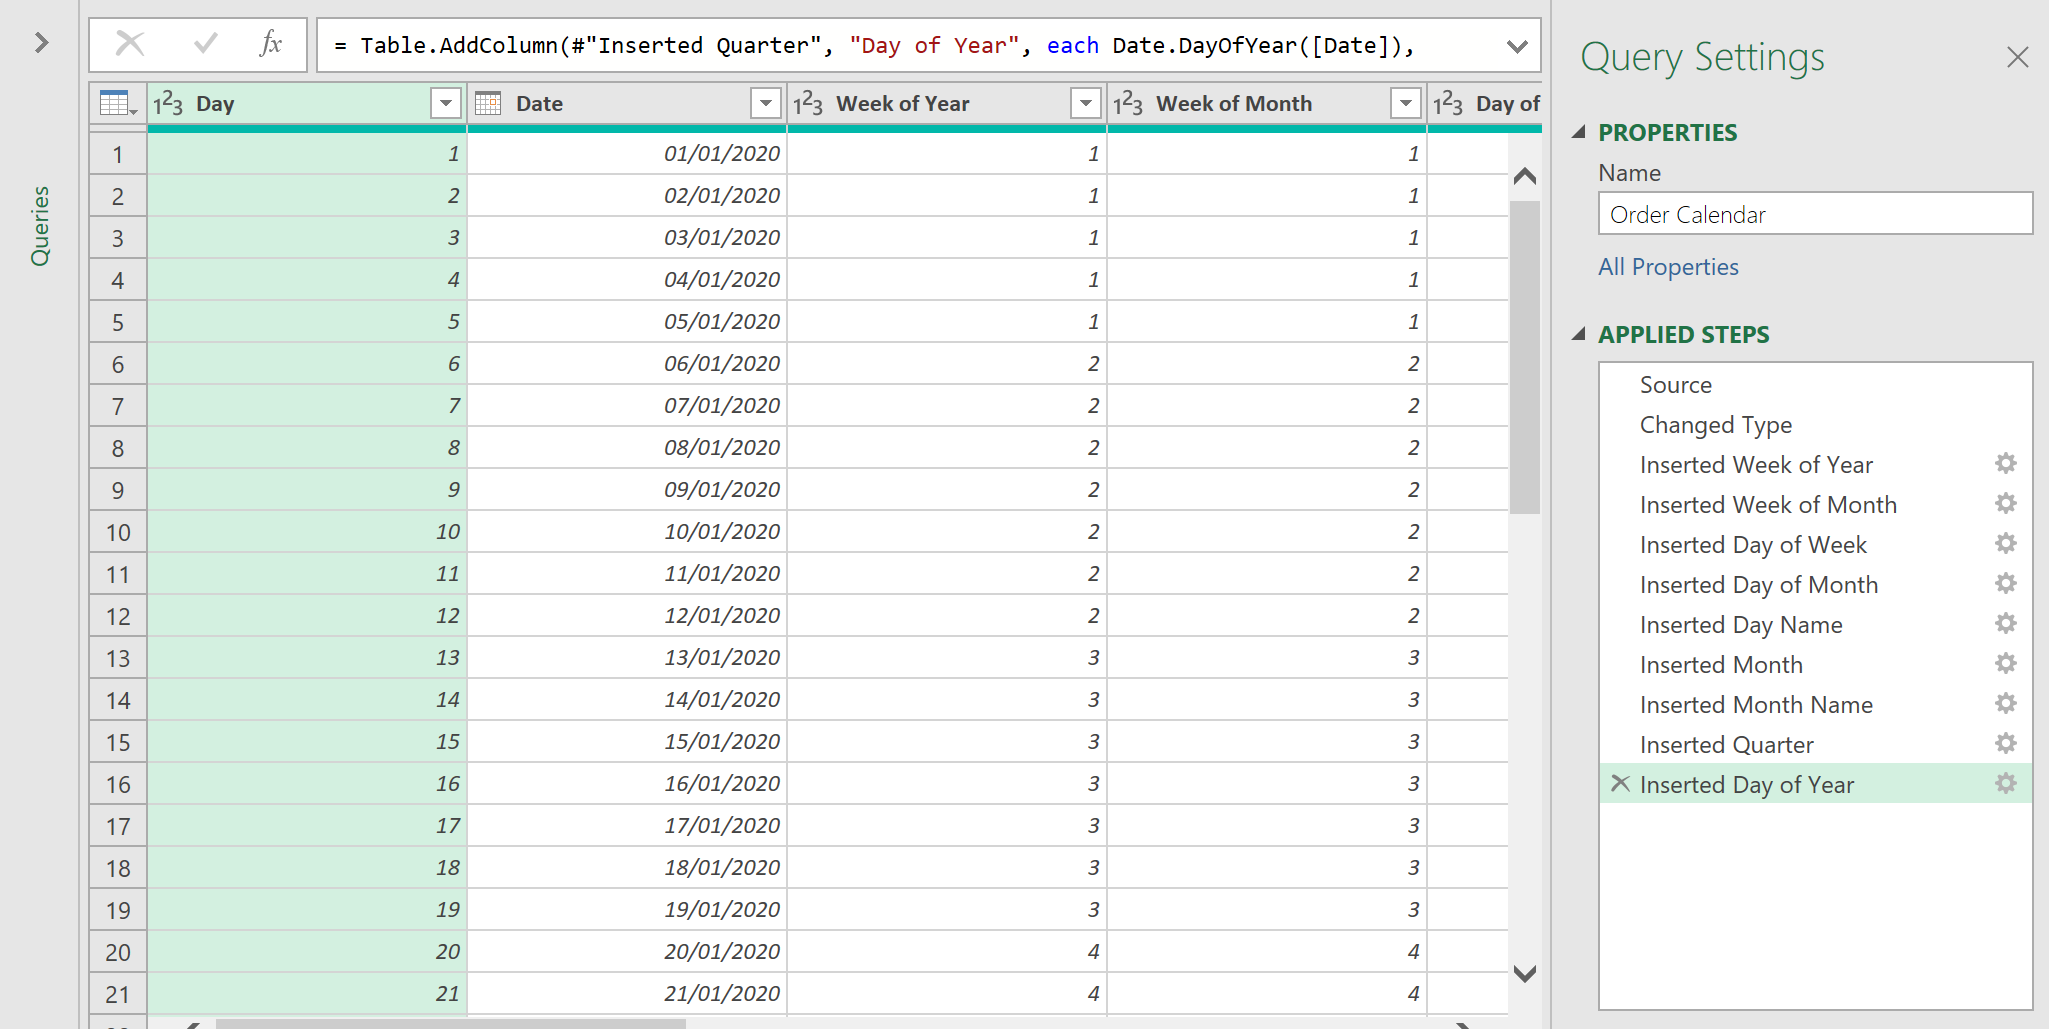 fx = Table.AddColumn(#"Inserted Quarter", "Day of Year", each Date.DayOfYear([Date]),
Queries
123 Day Date 123 Week of Year 123 Week of Month 123 Day of
1 1 01/01/2020 1 1
2 2 02/01/2020 1 1
3 3 03/01/2020 1 1
4 4 04/01/2020 1 1
5 5 05/01/2020 1 1
6 6 06/01/2020 2 2
7 7 07/01/2020 2 2
8 8 08/01/2020 2 2
9 9 09/01/2020 2 2
10 10 10/01/2020 2 2
11 11 11/01/2020 2 2
12 12 12/01/2020 2 2
13 13 13/01/2020 3 3
14 14 14/01/2020 3 3
15 15 15/01/2020 3 3
16 16 16/01/2020 3 3
17 17 17/01/2020 3 3
18 18 18/01/2020 3 3
19 19 19/01/2020 3 3
20 20 20/01/2020 4 4
21 21 21/01/2020 4 4
Query Settings
PROPERTIES
Name
Order Calendar
All Properties
APPLIED STEPS
Source
Changed Type
Inserted Week of Year
Inserted Week of Month
Inserted Day of Week
Inserted Day of Month
Inserted Day Name
Inserted Month
Inserted Month Name
Inserted Quarter
Inserted Day of Year